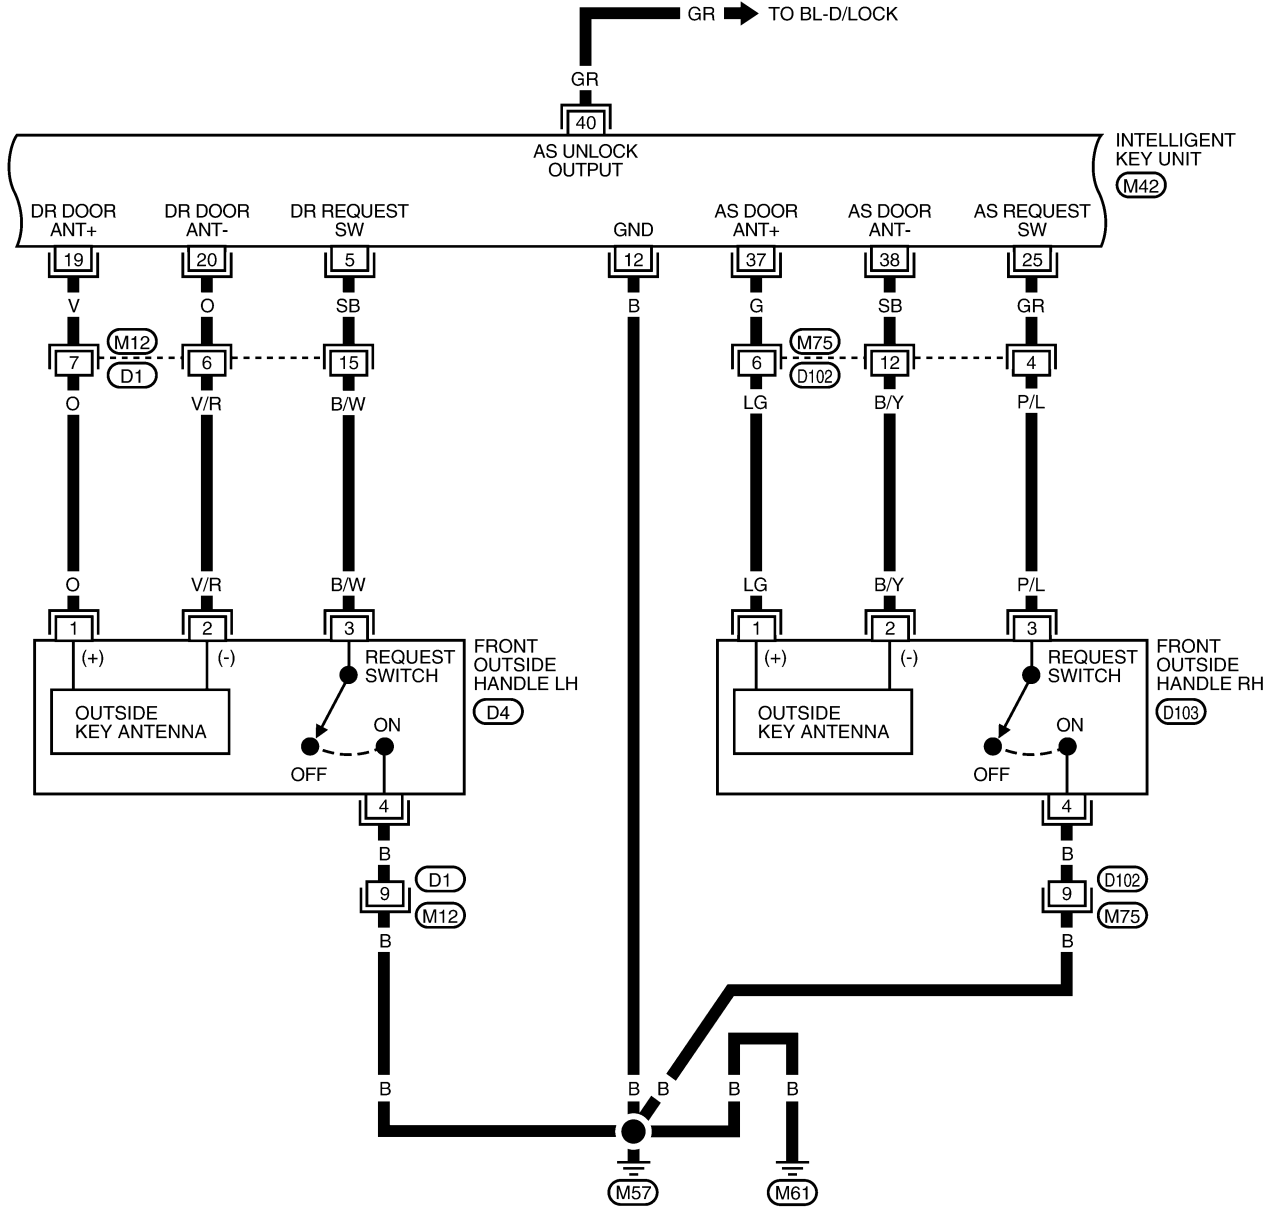 GR TO BL-D/LOCK
GR
40
AS UNLOCK
OUTPUT
INTELLIGENT
KEY UNIT
M42
DR DOOR
ANT+
DR DOOR
ANT-
DR REQUEST
SW
GND
AS DOOR
ANT+
AS DOOR
ANT-
AS REQUEST
SW
19 20 5 12 37 38 25
V O SB B G SB GR
M12 M75
7 6 15 6 12 4
D1 D102
O V/R B/W LG B/Y P/L
O V/R B/W LG B/Y P/L
1 2 3 1 2 3
(+) (-)
REQUEST
SWITCH
FRONT
OUTSIDE
HANDLE LH
D4
OUTSIDE
KEY ANTENNA
ON
OFF
(+) (-)
REQUEST
SWITCH
FRONT
OUTSIDE
HANDLE RH
D103
OUTSIDE
KEY ANTENNA
ON
OFF
4 4
B B
D1 D102
9 9
M12 M75
B B
B B B B B
M57 M61